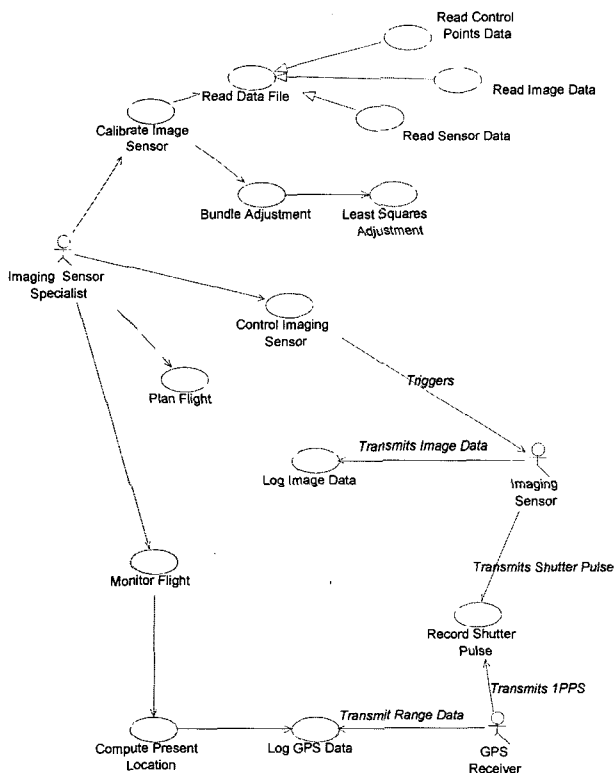 Read Control
Points Data
Read Data File
Read Image Data
Calibrate Image
Sensor
Read Sensor Data
Bundle Adjustment
Least Squares
Adjustment
Imaging Sensor
Specialist
Control Imaging
Sensor
Triggers
Plan Flight
Transmits Image Data
Log Image Data
Imaging
Sensor
Monitor Flight
Transmits Shutter Pulse
Record Shutter
Pulse
Transmits 1PPS
Transmit Range Data
Compute Present
Location
Log GPS Data
GPS
Receiver